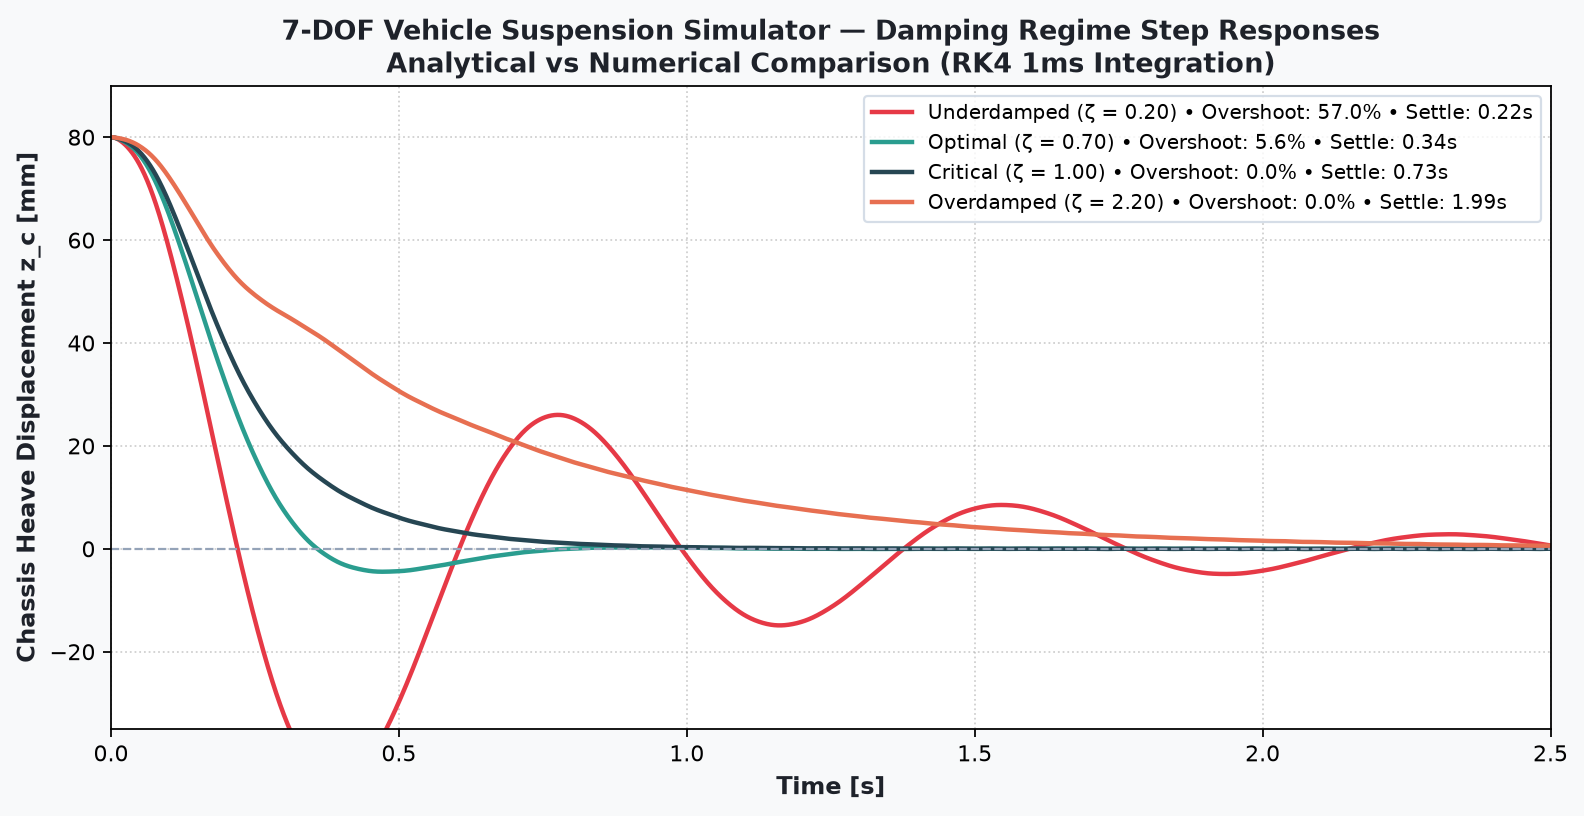 7-DOF Vehicle Suspension Simulator — Damping Regime Step Responses
Analytical vs Numerical Comparison (RK4 1ms Integration)
Underdamped (ζ = 0.20) • Overshoot: 57.0% • Settle: 0.22s
Optimal (ζ = 0.70) • Overshoot: 5.6% • Settle: 0.34s
Critical (ζ = 1.00) • Overshoot: 0.0% • Settle: 0.73s
Overdamped (ζ = 2.20) • Overshoot: 0.0% • Settle: 1.99s
Chassis Heave Displacement z_c [mm]
80
60
40
20
0
−20
0.0 0.5 1.0 1.5 2.0 2.5
Time [s]